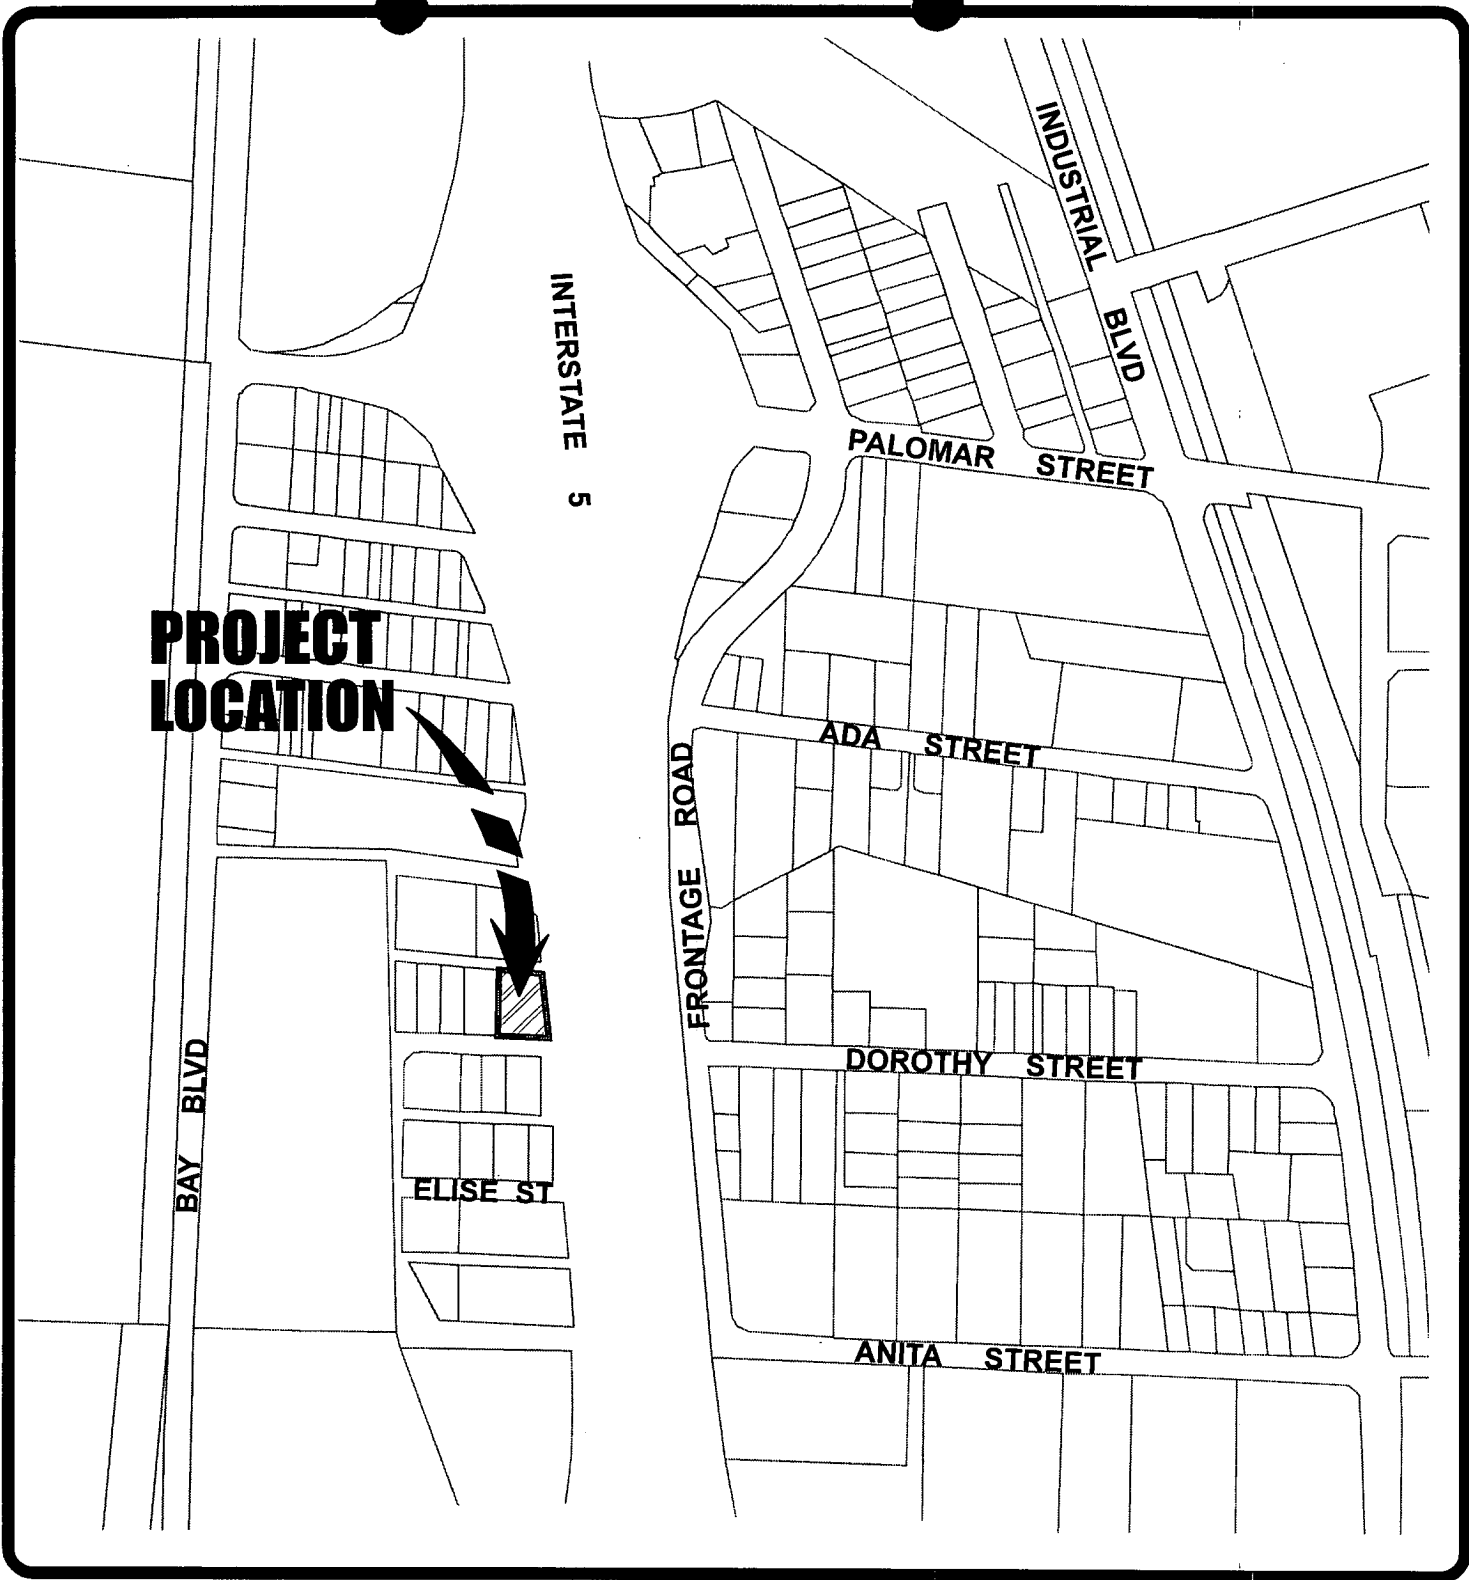 INDUSTRIAL BLVD
INTERSTATE 5
PALOMAR STREET
PROJECT
LOCATION
ADA STREET
FRONTAGE ROAD
DOROTHY STREET
BAY BLVD
ELISE ST
ANITA STREET